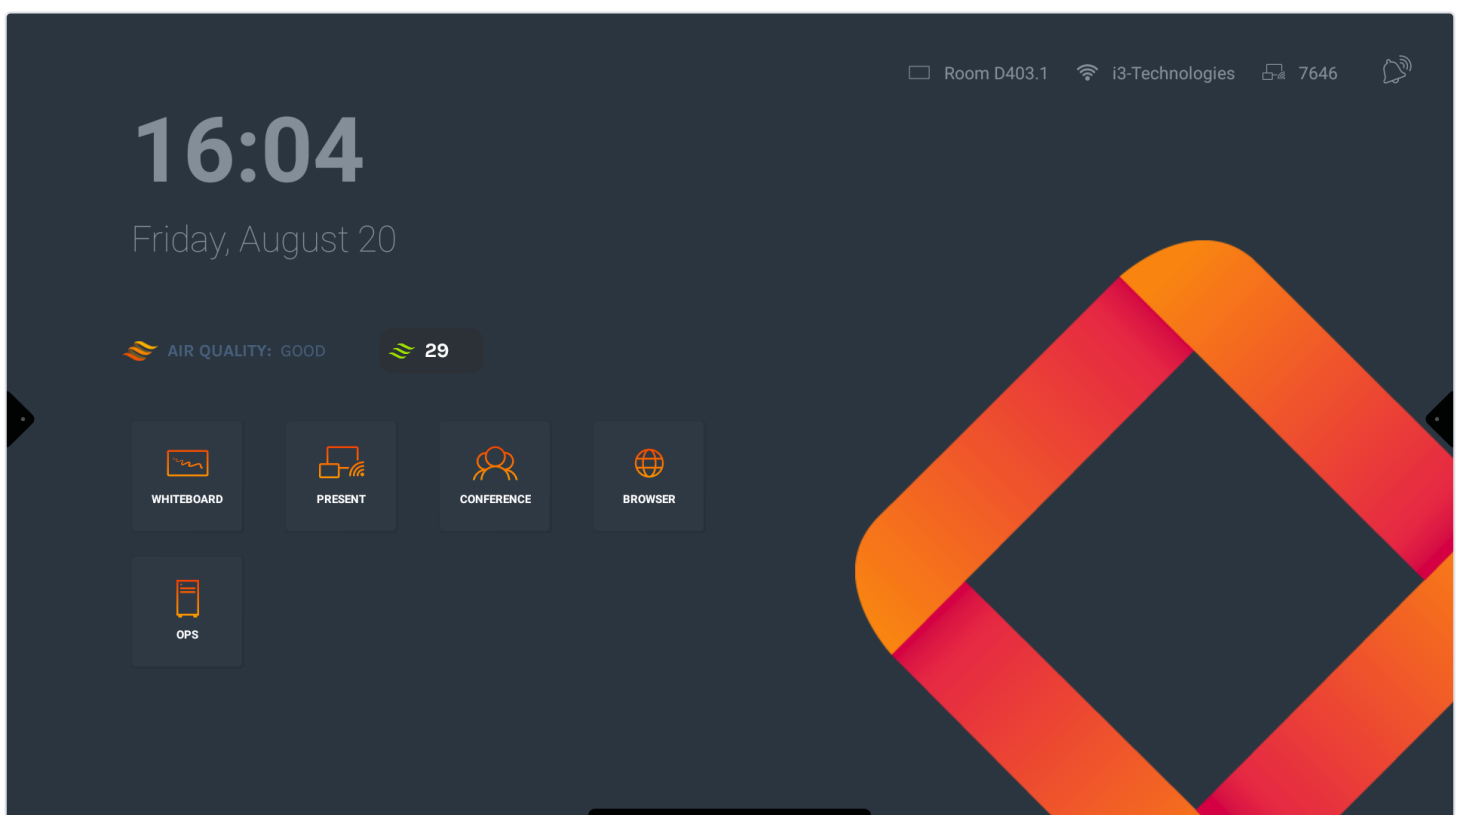 Room D403.1 i3-Technologies 7646
16:04
Friday, August 20
AIR QUALITY: GOOD 29
WHITEBOARD PRESENT CONFERENCE BROWSER
OPS